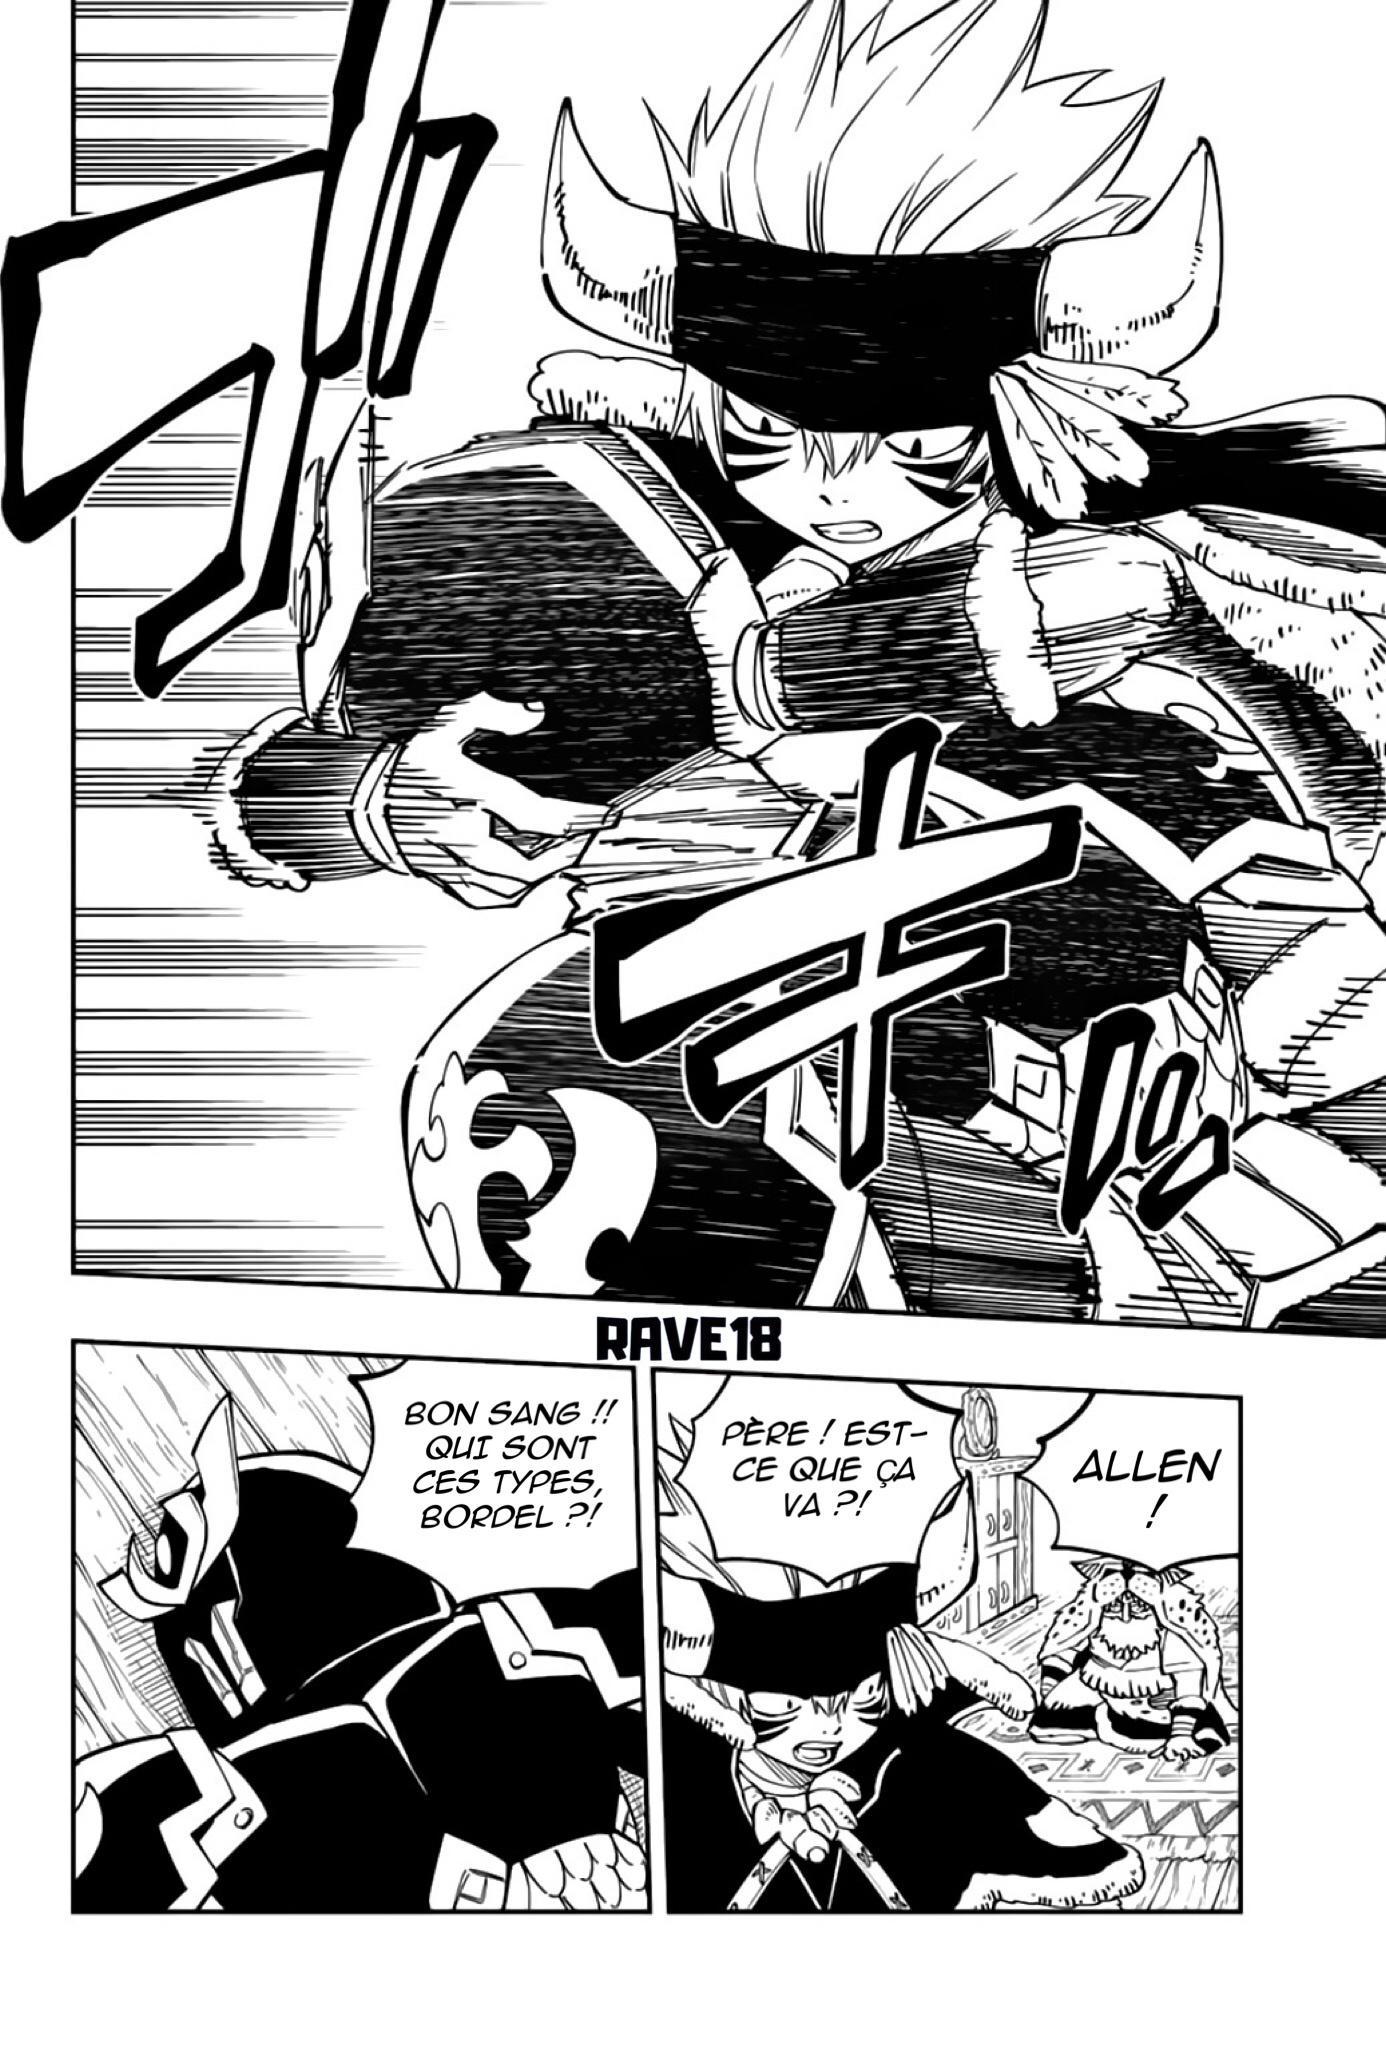 RAVE18
ALLEN
!
PÈRE ! EST-
CE QUE ÇA
VA ?!
BON SANG !!
QUI SONT
CES TYPES,
BORDEL ?!